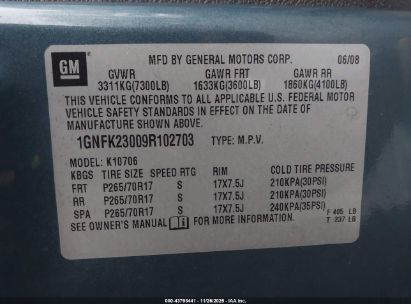 GM
MFD BY GENERAL MOTORS CORP. 06/08
GVWR GAWR FRT GAWR RR
3311KG(7300LB) 1633KG(3600LB) 1860KG(4100LB)
THIS VEHICLE CONFORMS TO ALL APPLICABLE U.S. FEDERAL MOTOR
VEHICLE SAFETY STANDARDS IN EFFECT ON THE DATE OF
MANUFACTURE SHOWN ABOVE.
1GNFK23009R102703 TYPE: M.P.V.
MODEL: K10706
KBGS TIRE SIZE SPEED RTG RIM COLD TIRE PRESSURE
FRT P265/70R17 S 17X7.5J 210KPA(30PSI)
RR P265/70R17 S 17X7.5J 210KPA(30PSI)
SPA P265/70R17 S 17X7.5J 240KPA(35PSI)
SEE OWNER'S MANUAL FOR MORE INFORMATION. F 405 LB
T 237 LB